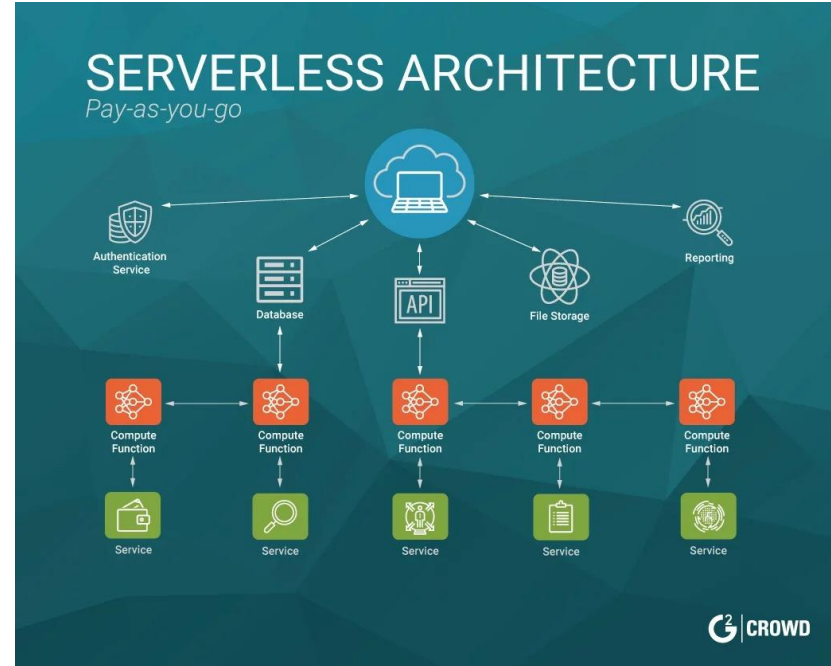 SERVERLESS ARCHITECTURE
Pay-as-you-go
Authentication
Service
Reporting
Database
API
File Storage
Compute
Function
Compute
Function
Compute
Function
Compute
Function
Compute
Function
Service
Service
Service
Service
Service
G2 | CROWD